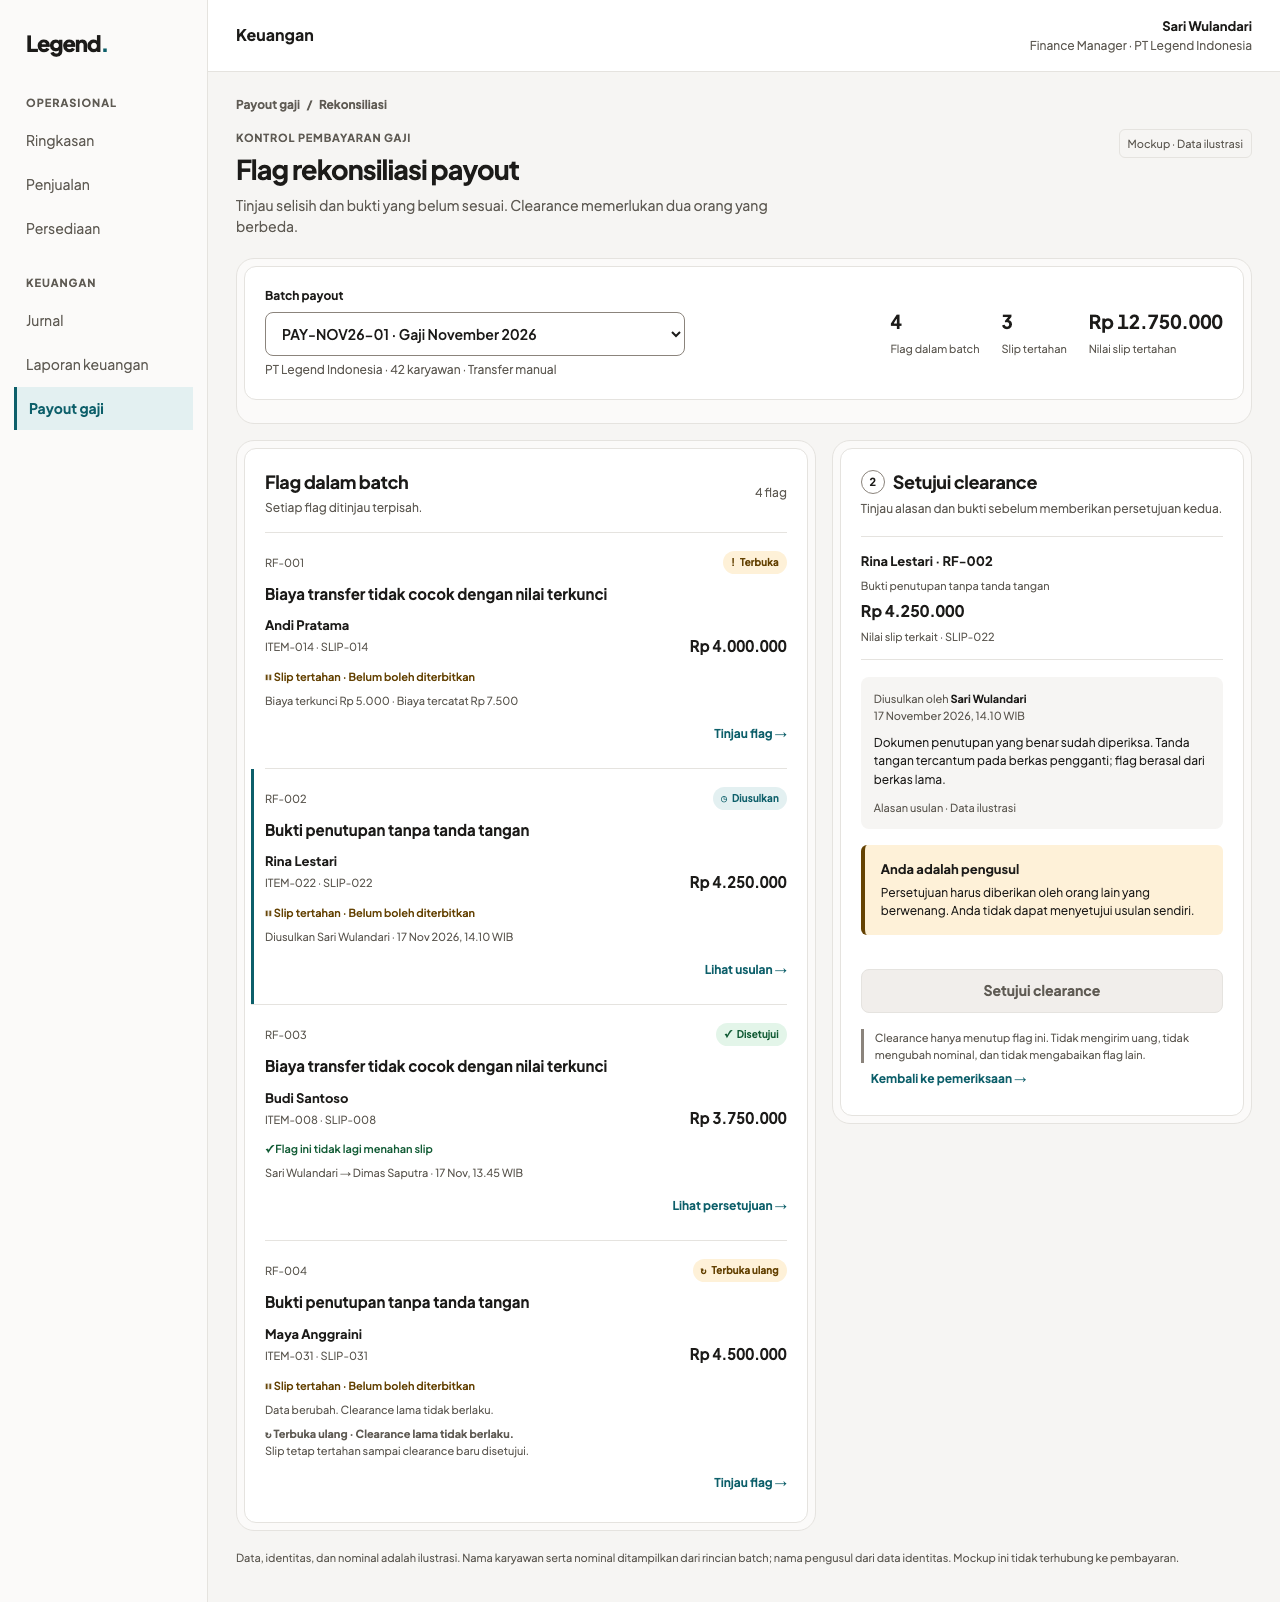 Legend.
OPERASIONAL
Ringkasan
Penjualan
Persediaan
KEUANGAN
Jurnal
Laporan keuangan
Payout gaji
Keuangan
Sari Wulandari
Finance Manager · PT Legend Indonesia
Payout gaji / Rekonsiliasi
KONTROL PEMBAYARAN GAJI
Flag rekonsiliasi payout
Mockup · Data ilustrasi
Tinjau selisih dan bukti yang belum sesuai. Clearance memerlukan dua orang yang
berbeda.
Batch payout
PAY-NOV26-01 · Gaji November 2026
PT Legend Indonesia · 42 karyawan · Transfer manual
4
Flag dalam batch
3
Slip tertahan
Rp 12.750.000
Nilai slip tertahan
Flag dalam batch
Setiap flag ditinjau terpisah.
4 flag
RF-001
! Terbuka
Biaya transfer tidak cocok dengan nilai terkunci
Andi Pratama
ITEM-014 · SLIP-014
Rp 4.000.000
Slip tertahan · Belum boleh diterbitkan
Biaya terkunci Rp 5.000 · Biaya tercatat Rp 7.500
Tinjau flag →
RF-002
◷ Diusulkan
Bukti penutupan tanpa tanda tangan
Rina Lestari
ITEM-022 · SLIP-022
Rp 4.250.000
Slip tertahan · Belum boleh diterbitkan
Diusulkan Sari Wulandari · 17 Nov 2026, 14.10 WIB
Lihat usulan →
RF-003
✓ Disetujui
Biaya transfer tidak cocok dengan nilai terkunci
Budi Santoso
ITEM-008 · SLIP-008
Rp 3.750.000
✓ Flag ini tidak lagi menahan slip
Sari Wulandari → Dimas Saputra · 17 Nov, 13.45 WIB
Lihat persetujuan →
RF-004
↻ Terbuka ulang
Bukti penutupan tanpa tanda tangan
Maya Anggraini
ITEM-031 · SLIP-031
Rp 4.500.000
Slip tertahan · Belum boleh diterbitkan
Data berubah. Clearance lama tidak berlaku.
↻ Terbuka ulang · Clearance lama tidak berlaku.
Slip tetap tertahan sampai clearance baru disetujui.
Tinjau flag →
2 Setujui clearance
Tinjau alasan dan bukti sebelum memberikan persetujuan kedua.
Rina Lestari · RF-002
Bukti penutupan tanpa tanda tangan
Rp 4.250.000
Nilai slip terkait · SLIP-022
Diusulkan oleh Sari Wulandari
17 November 2026, 14.10 WIB
Dokumen penutupan yang benar sudah diperiksa. Tanda
tangan tercantum pada berkas pengganti; flag berasal dari
berkas lama.
Alasan usulan · Data ilustrasi
Anda adalah pengusul
Persetujuan harus diberikan oleh orang lain yang
berwenang. Anda tidak dapat menyetujui usulan sendiri.
Setujui clearance
Clearance hanya menutup flag ini. Tidak mengirim uang, tidak
mengubah nominal, dan tidak mengabaikan flag lain.
Kembali ke pemeriksaan →
Data, identitas, dan nominal adalah ilustrasi. Nama karyawan serta nominal ditampilkan dari rincian batch; nama pengusul dari data identitas. Mockup ini tidak terhubung ke pembayaran.